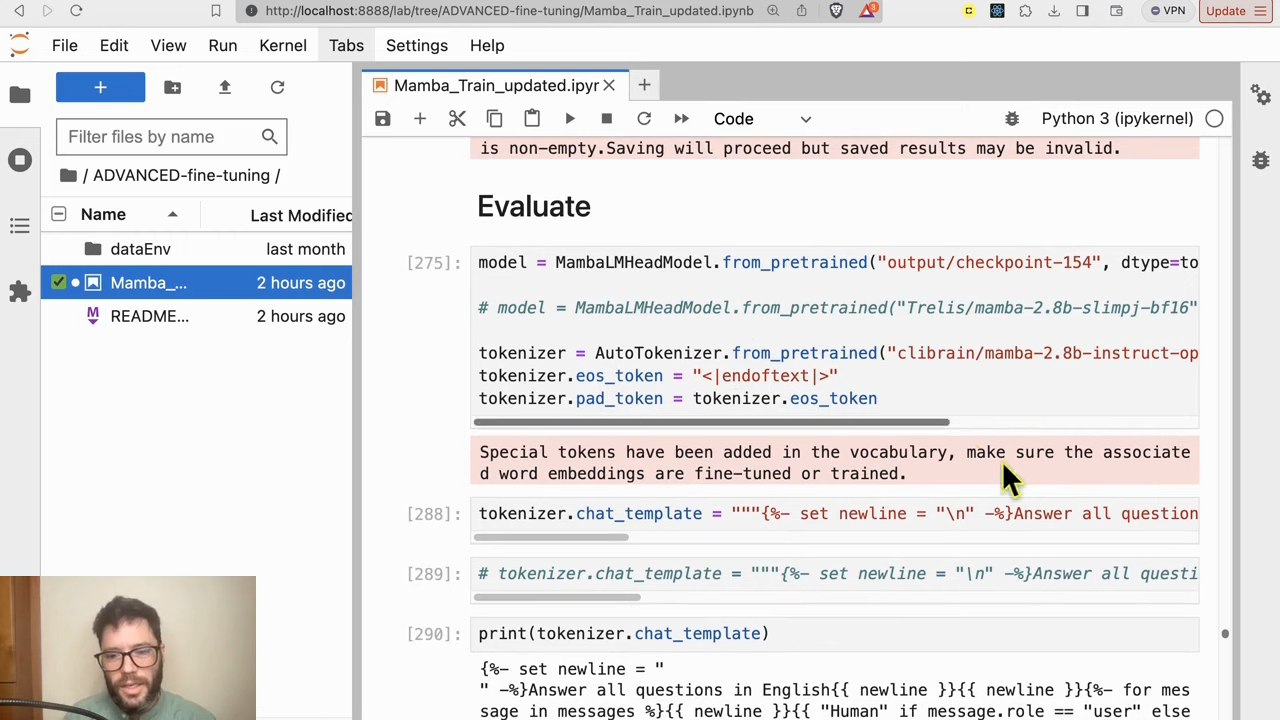 http://localhost:8888/lab/tree/ADVANCED-fine-tuning/Mamba_Train_updated.ipynb
VPN
Update
File Edit View Run Kernel Tabs Settings Help
Mamba_Train_updated.ipyr
Code
Python 3 (ipykernel)
Filter files by name
/ ADVANCED-fine-tuning /
Name Last Modified
dataEnv last month
Mamba_... 2 hours ago
README... 2 hours ago
is non-empty.Saving will proceed but saved results may be invalid.
Evaluate
[275]: model = MambaLMHeadModel.from_pretrained("output/checkpoint-154", dtype=to
# model = MambaLMHeadModel.from_pretrained("Trelis/mamba-2.8b-slimpj-bf16"
tokenizer = AutoTokenizer.from_pretrained("clibrain/mamba-2.8b-instruct-op
tokenizer.eos_token = "<|endoftext|>"
tokenizer.pad_token = tokenizer.eos_token
Special tokens have been added in the vocabulary, make sure the associate
d word embeddings are fine-tuned or trained.
[288]: tokenizer.chat_template = """{%- set newline = "\n" -%}Answer all question
[289]: # tokenizer.chat_template = """{%- set newline = "\n" -%}Answer all questi
[290]: print(tokenizer.chat_template)
{%- set newline = "
" -%}Answer all questions in English{{ newline }}{{ newline }}{%- for mes
sage in messages %}{{ newline }}{{ "Human" if message.role == "user" else